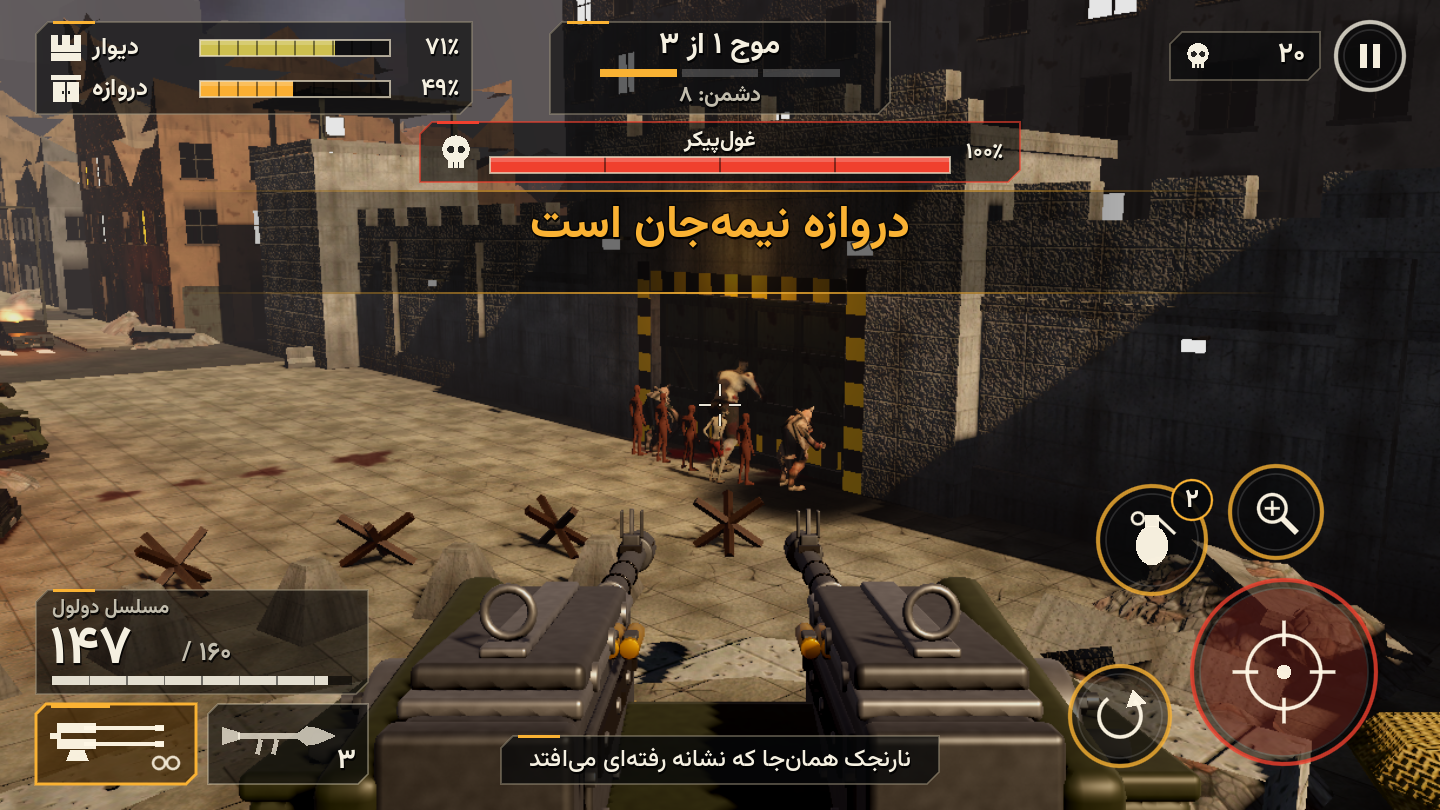 دیوار ۷۱٪
دروازه ۴۹٪
موج ۱ از ۳
دشمن: ۸
۲۰
غول‌پیکر
۱۰۰٪
دروازه نیمه‌جان است
۲
مسلسل دولول
۱۴۷ / ۱۶۰
∞
۳
نارنجک همان‌جا که نشانه رفته‌ای می‌افتد